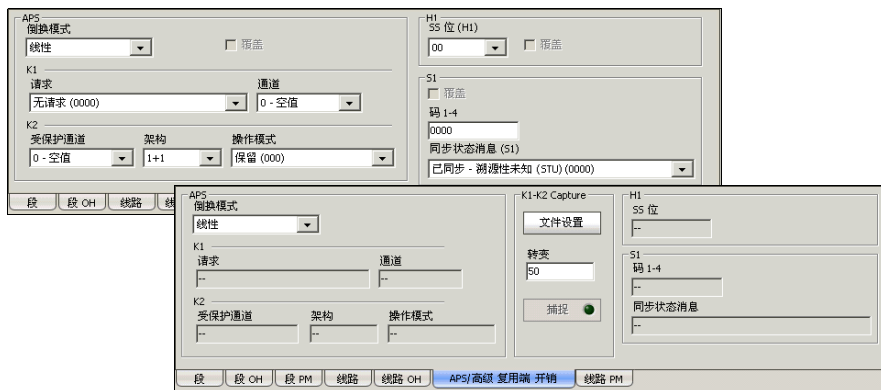 APS
倒换模式
线性
覆盖
K1
请求
通道
无请求 (0000)
0 - 空值
K2
受保护通道
架构
操作模式
0 - 空值
1+1
保留 (000)
H1
SS 位 (H1)
00
覆盖
S1
覆盖
码 1-4
0000
同步状态消息 (S1)
已同步 - 溯源性未知 (STU) (0000)
段
段 OH
线路
APS
倒换模式
线性
K1
请求
通道
--
--
K2
受保护通道
架构
操作模式
--
--
--
K1-K2 Capture
文件设置
转变
50
捕捉
H1
SS 位
--
S1
码 1-4
--
同步状态消息
--
段
段 OH
段 PM
线路
线路 OH
APS/高级 复用端 开销
线路 PM